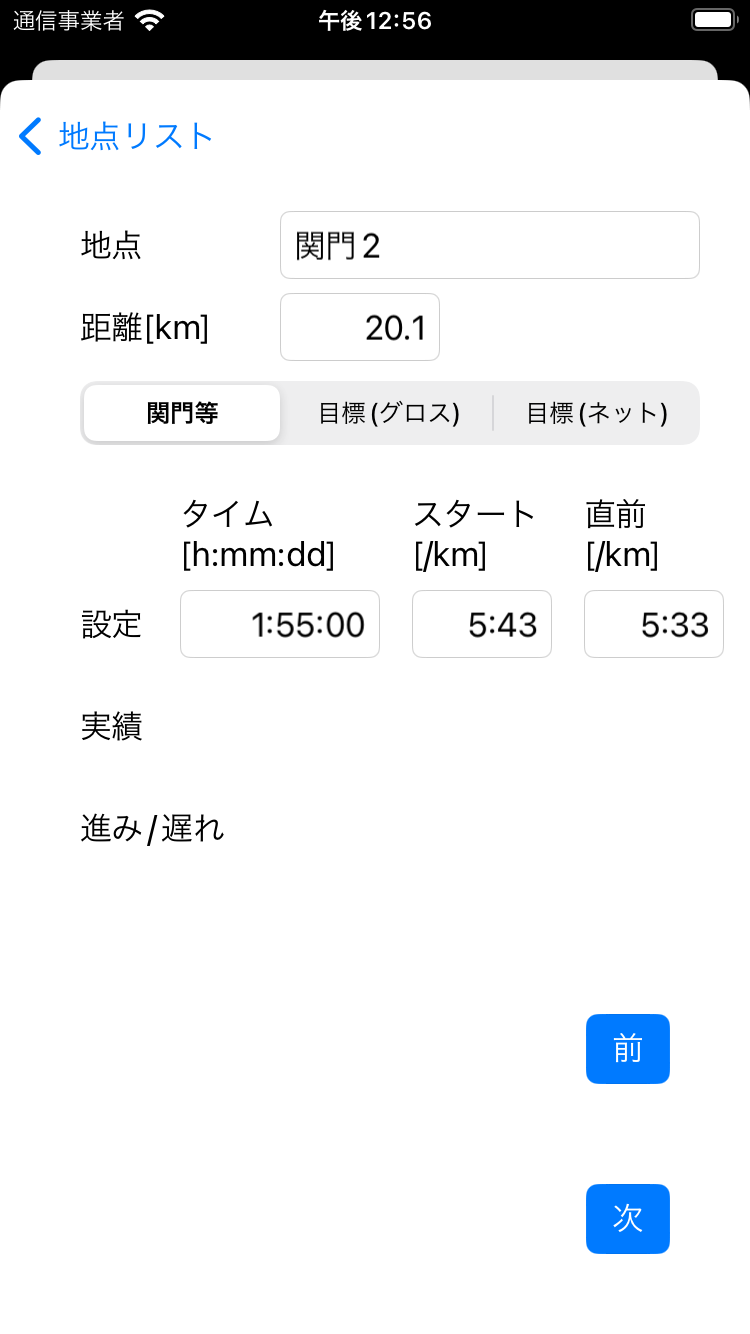 通信事業者 午後12:56
地点リスト
地点 関門2
距離[km] 20.1
関門等 目標(グロス) 目標(ネット)
タイム スタート 直前
[h:mm:dd] [/km] [/km]
設定 1:55:00 5:43 5:33
実績
進み/遅れ
前
次